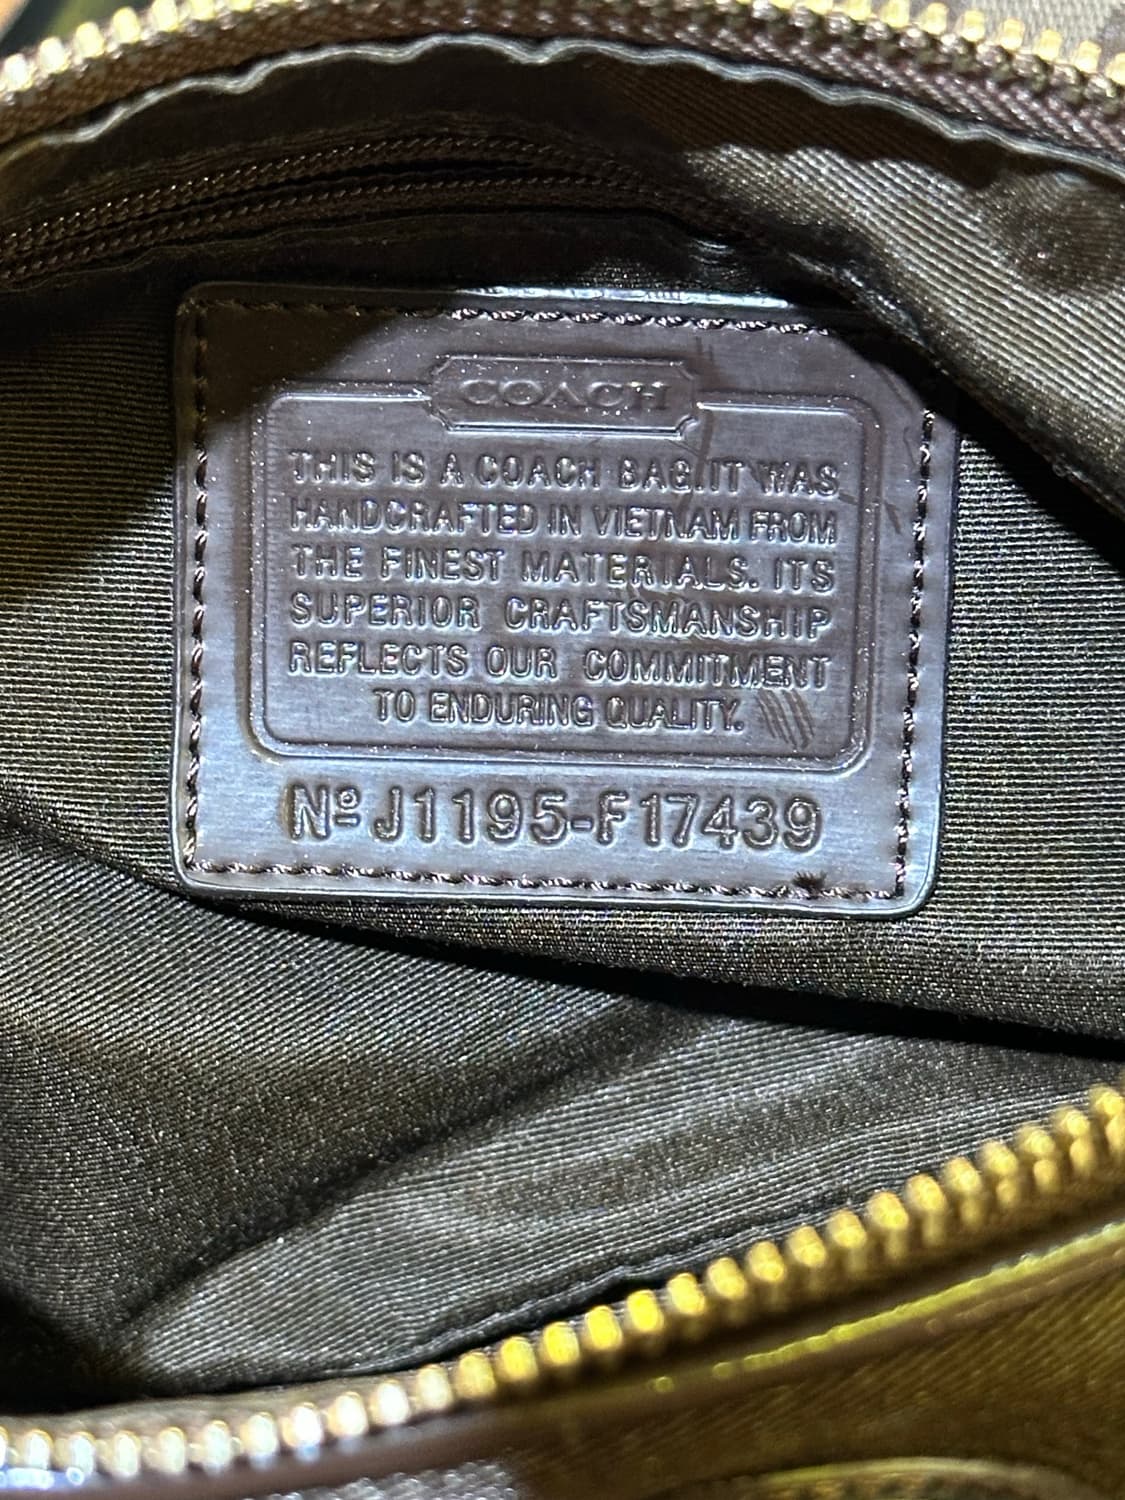 COACH
THIS IS A COACH BAG.IT WAS
HANDCRAFTED IN VIETNAM FROM
THE FINEST MATERIALS. ITS
SUPERIOR CRAFTSMANSHIP
REFLECTS OUR COMMITMENT
TO ENDURING QUALITY.
Nº J1195-F17439